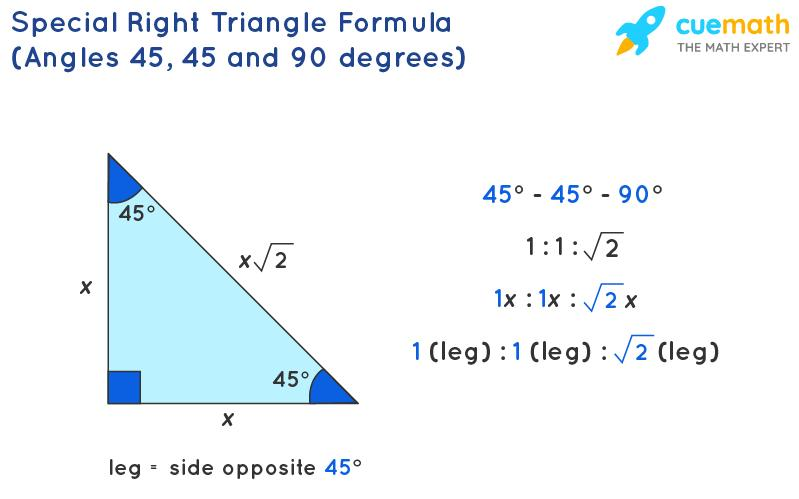 Special Right Triangle Formula
(Angles 45, 45 and 90 degrees)
cuemath
THE MATH EXPERT
45°
x
x√2
45°
x
leg = side opposite 45°
45° - 45° - 90°
1 : 1 : √2
1x : 1x : √2 x
1 (leg) : 1 (leg) : √2 (leg)